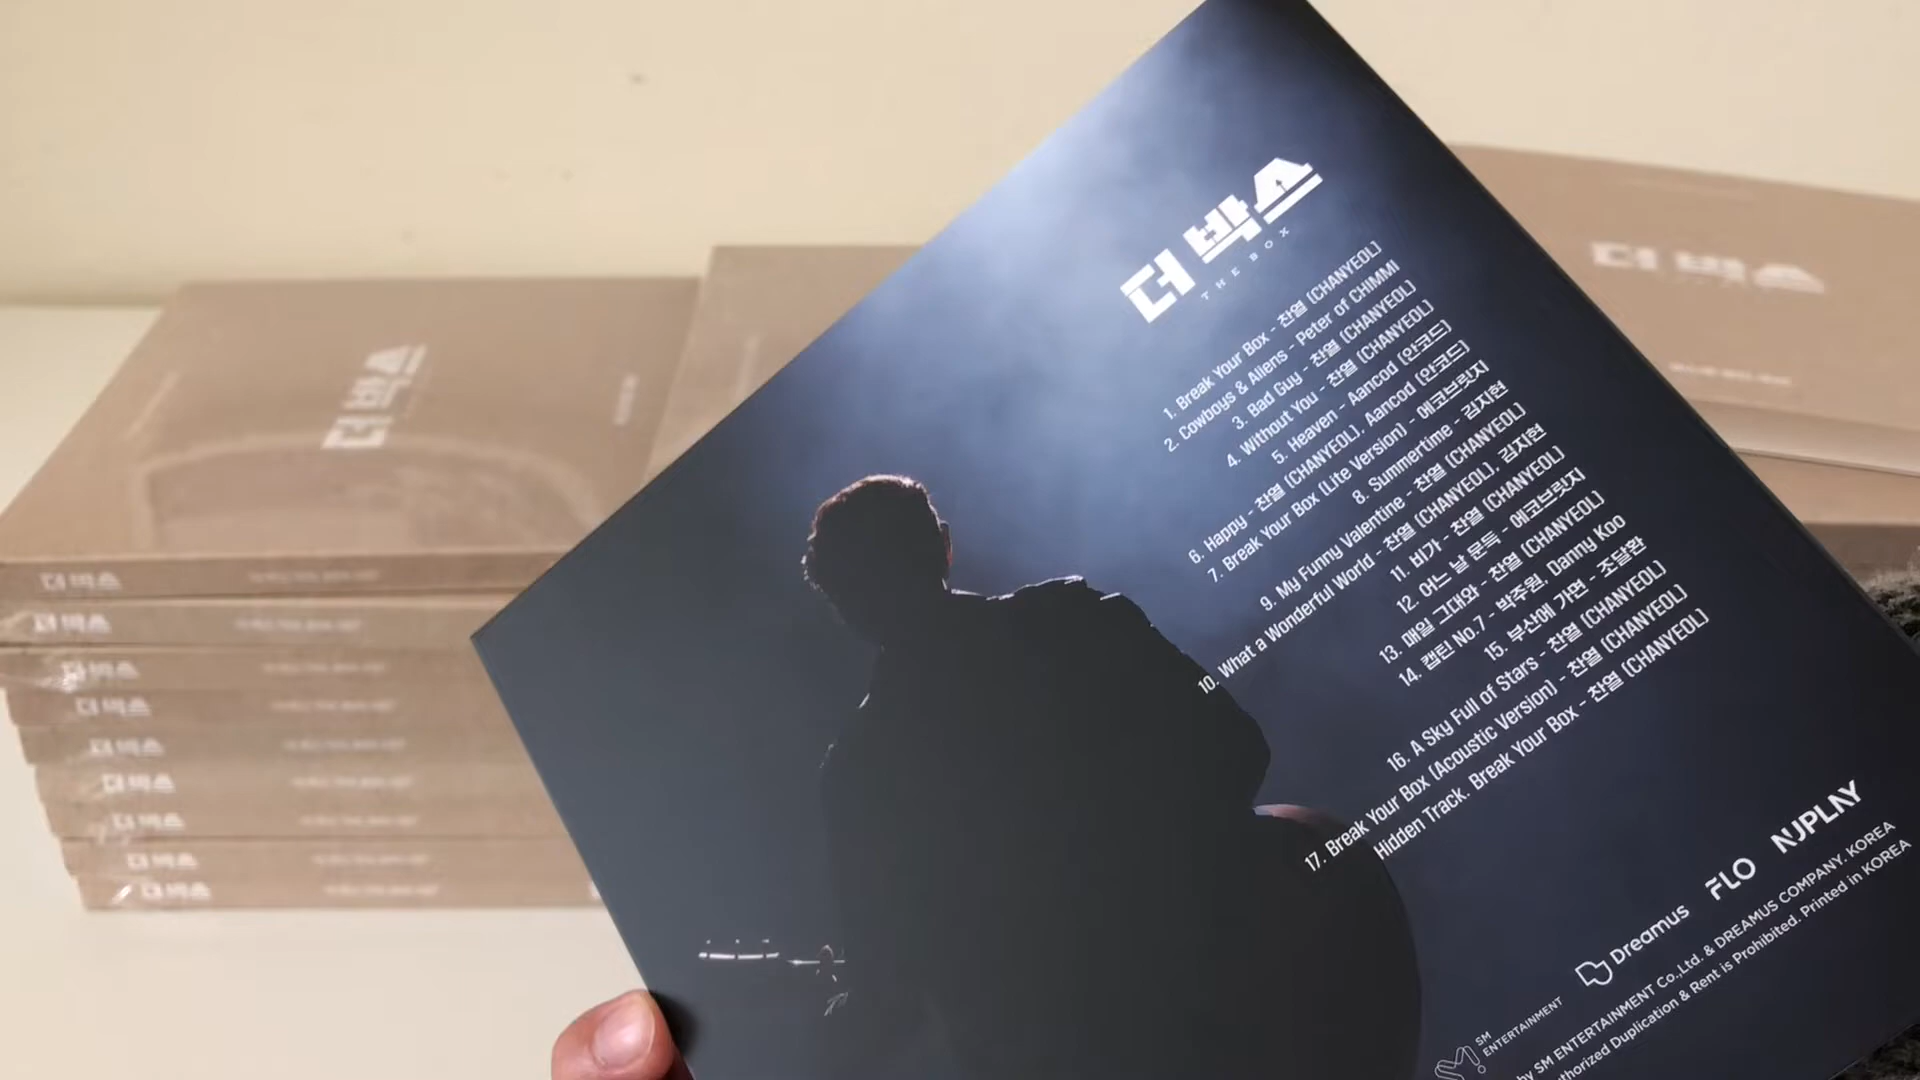 더 박스
THE BOX
1. Break Your Box - 찬열 (CHANYEOL)
2. Cowboys & Aliens - Peter of CHIMMI
3. Bad Guy - 찬열 (CHANYEOL)
4. Without You - 찬열 (CHANYEOL)
5. Heaven - Aancod (안코드)
6. Happy - 찬열 (CHANYEOL), Aancod (안코드)
7. Break Your Box (Lite Version) - 에코브릿지
8. Summertime - 김지현
9. My Funny Valentine - 찬열 (CHANYEOL)
10. What a Wonderful World - 찬열 (CHANYEOL), 김지현
11. 비가 - 찬열 (CHANYEOL)
12. 어느 날 문득 - 에코브릿지
13. 매일 그대와 - 찬열 (CHANYEOL)
14. 캡틴 No.7 - 박주원, Danny Koo
15. 부산에 가면 - 조달환
16. A Sky Full of Stars - 찬열 (CHANYEOL)
17. Break Your Box (Acoustic Version) - 찬열 (CHANYEOL)
Hidden Track. Break Your Box - 찬열 (CHANYEOL)
SM ENTERTAINMENT
Dreamus
FLO
NJPLAY
by SM ENTERTAINMENT Co.,Ltd. & DREAMUS COMPANY. KOREA
Duplication & Rent is Prohibited. Printed in KOREA
더 박스
더 박스
더 박스
더 박스
더 박스
더 박스
더 박스
더 박스
더 박스
더 박스
더 박스
더 박스